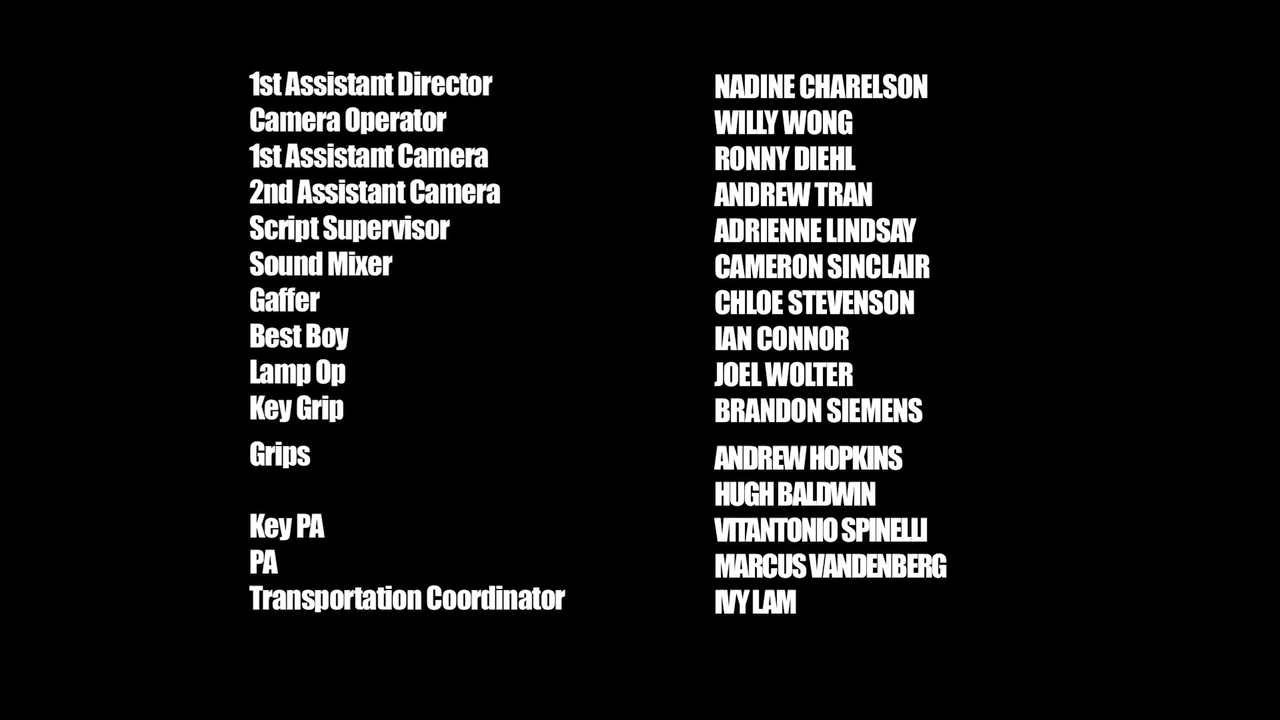 1st Assistant Director NADINE CHARELSON
Camera Operator WILLY WONG
1st Assistant Camera RONNY DIEHL
2nd Assistant Camera ANDREW TRAN
Script Supervisor ADRIENNE LINDSAY
Sound Mixer CAMERON SINCLAIR
Gaffer CHLOE STEVENSON
Best Boy IAN CONNOR
Lamp Op JOEL WOLTER
Key Grip BRANDON SIEMENS
Grips ANDREW HOPKINS
HUGH BALDWIN
Key PA VITANTONIO SPINELLI
PA MARCUS VANDENBERG
Transportation Coordinator IVY LAM